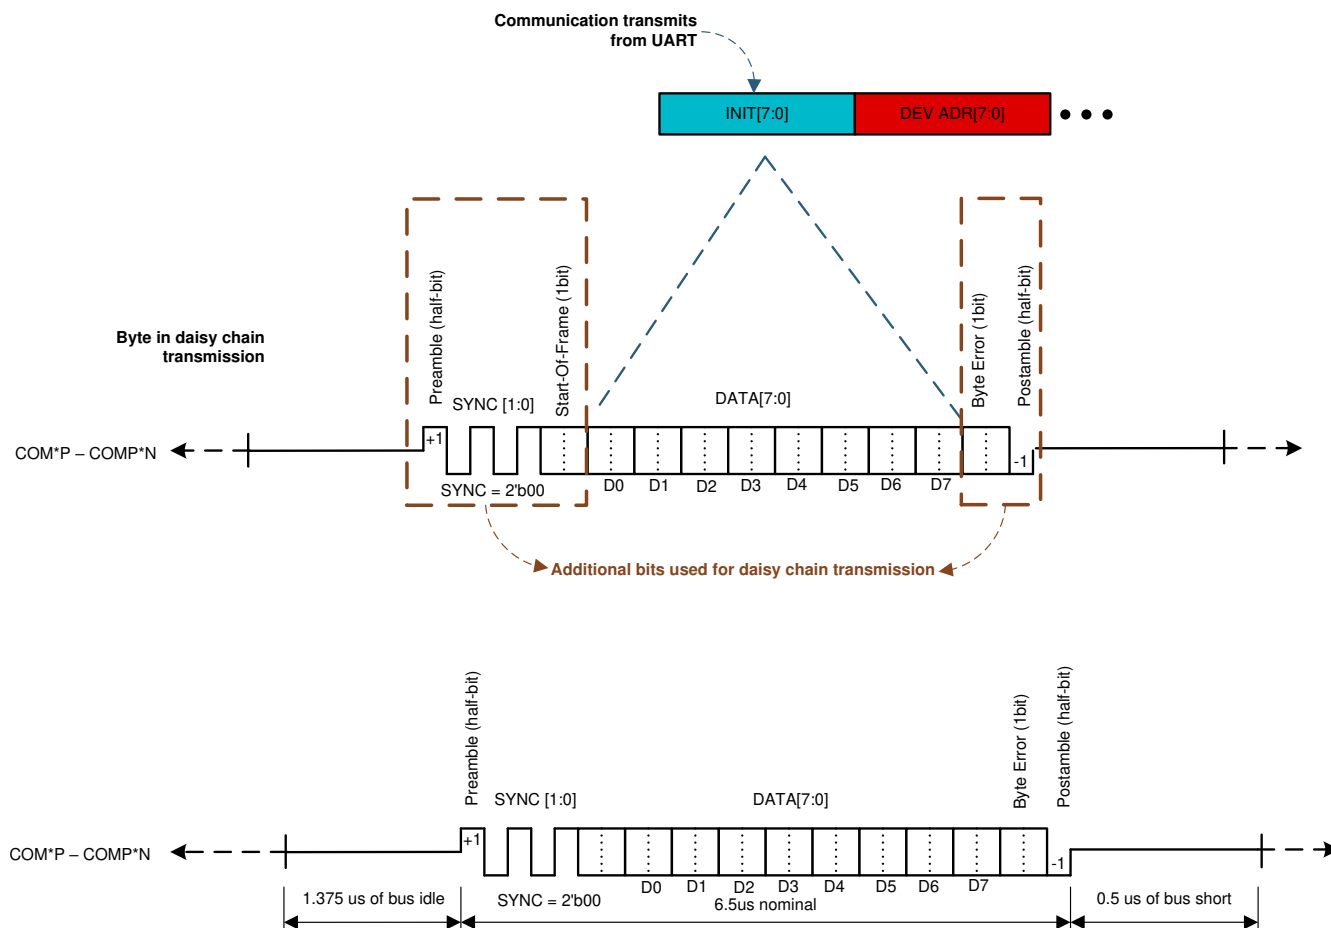 Communication transmits
from UART
INIT[7:0]
DEV ADR[7:0]
Byte in daisy chain
transmission
Preamble (half-bit)
SYNC [1:0]
Start-Of-Frame (1bit)
DATA[7:0]
Byte Error (1bit)
Postamble (half-bit)
COM*P – COMP*N
+1
-1
SYNC = 2'b00
D0
D1
D2
D3
D4
D5
D6
D7
Additional bits used for daisy chain transmission
Preamble (half-bit)
SYNC [1:0]
DATA[7:0]
Byte Error (1bit)
Postamble (half-bit)
COM*P – COMP*N
+1
-1
SYNC = 2'b00
D0
D1
D2
D3
D4
D5
D6
D7
1.375 us of bus idle
6.5us nominal
0.5 us of bus short